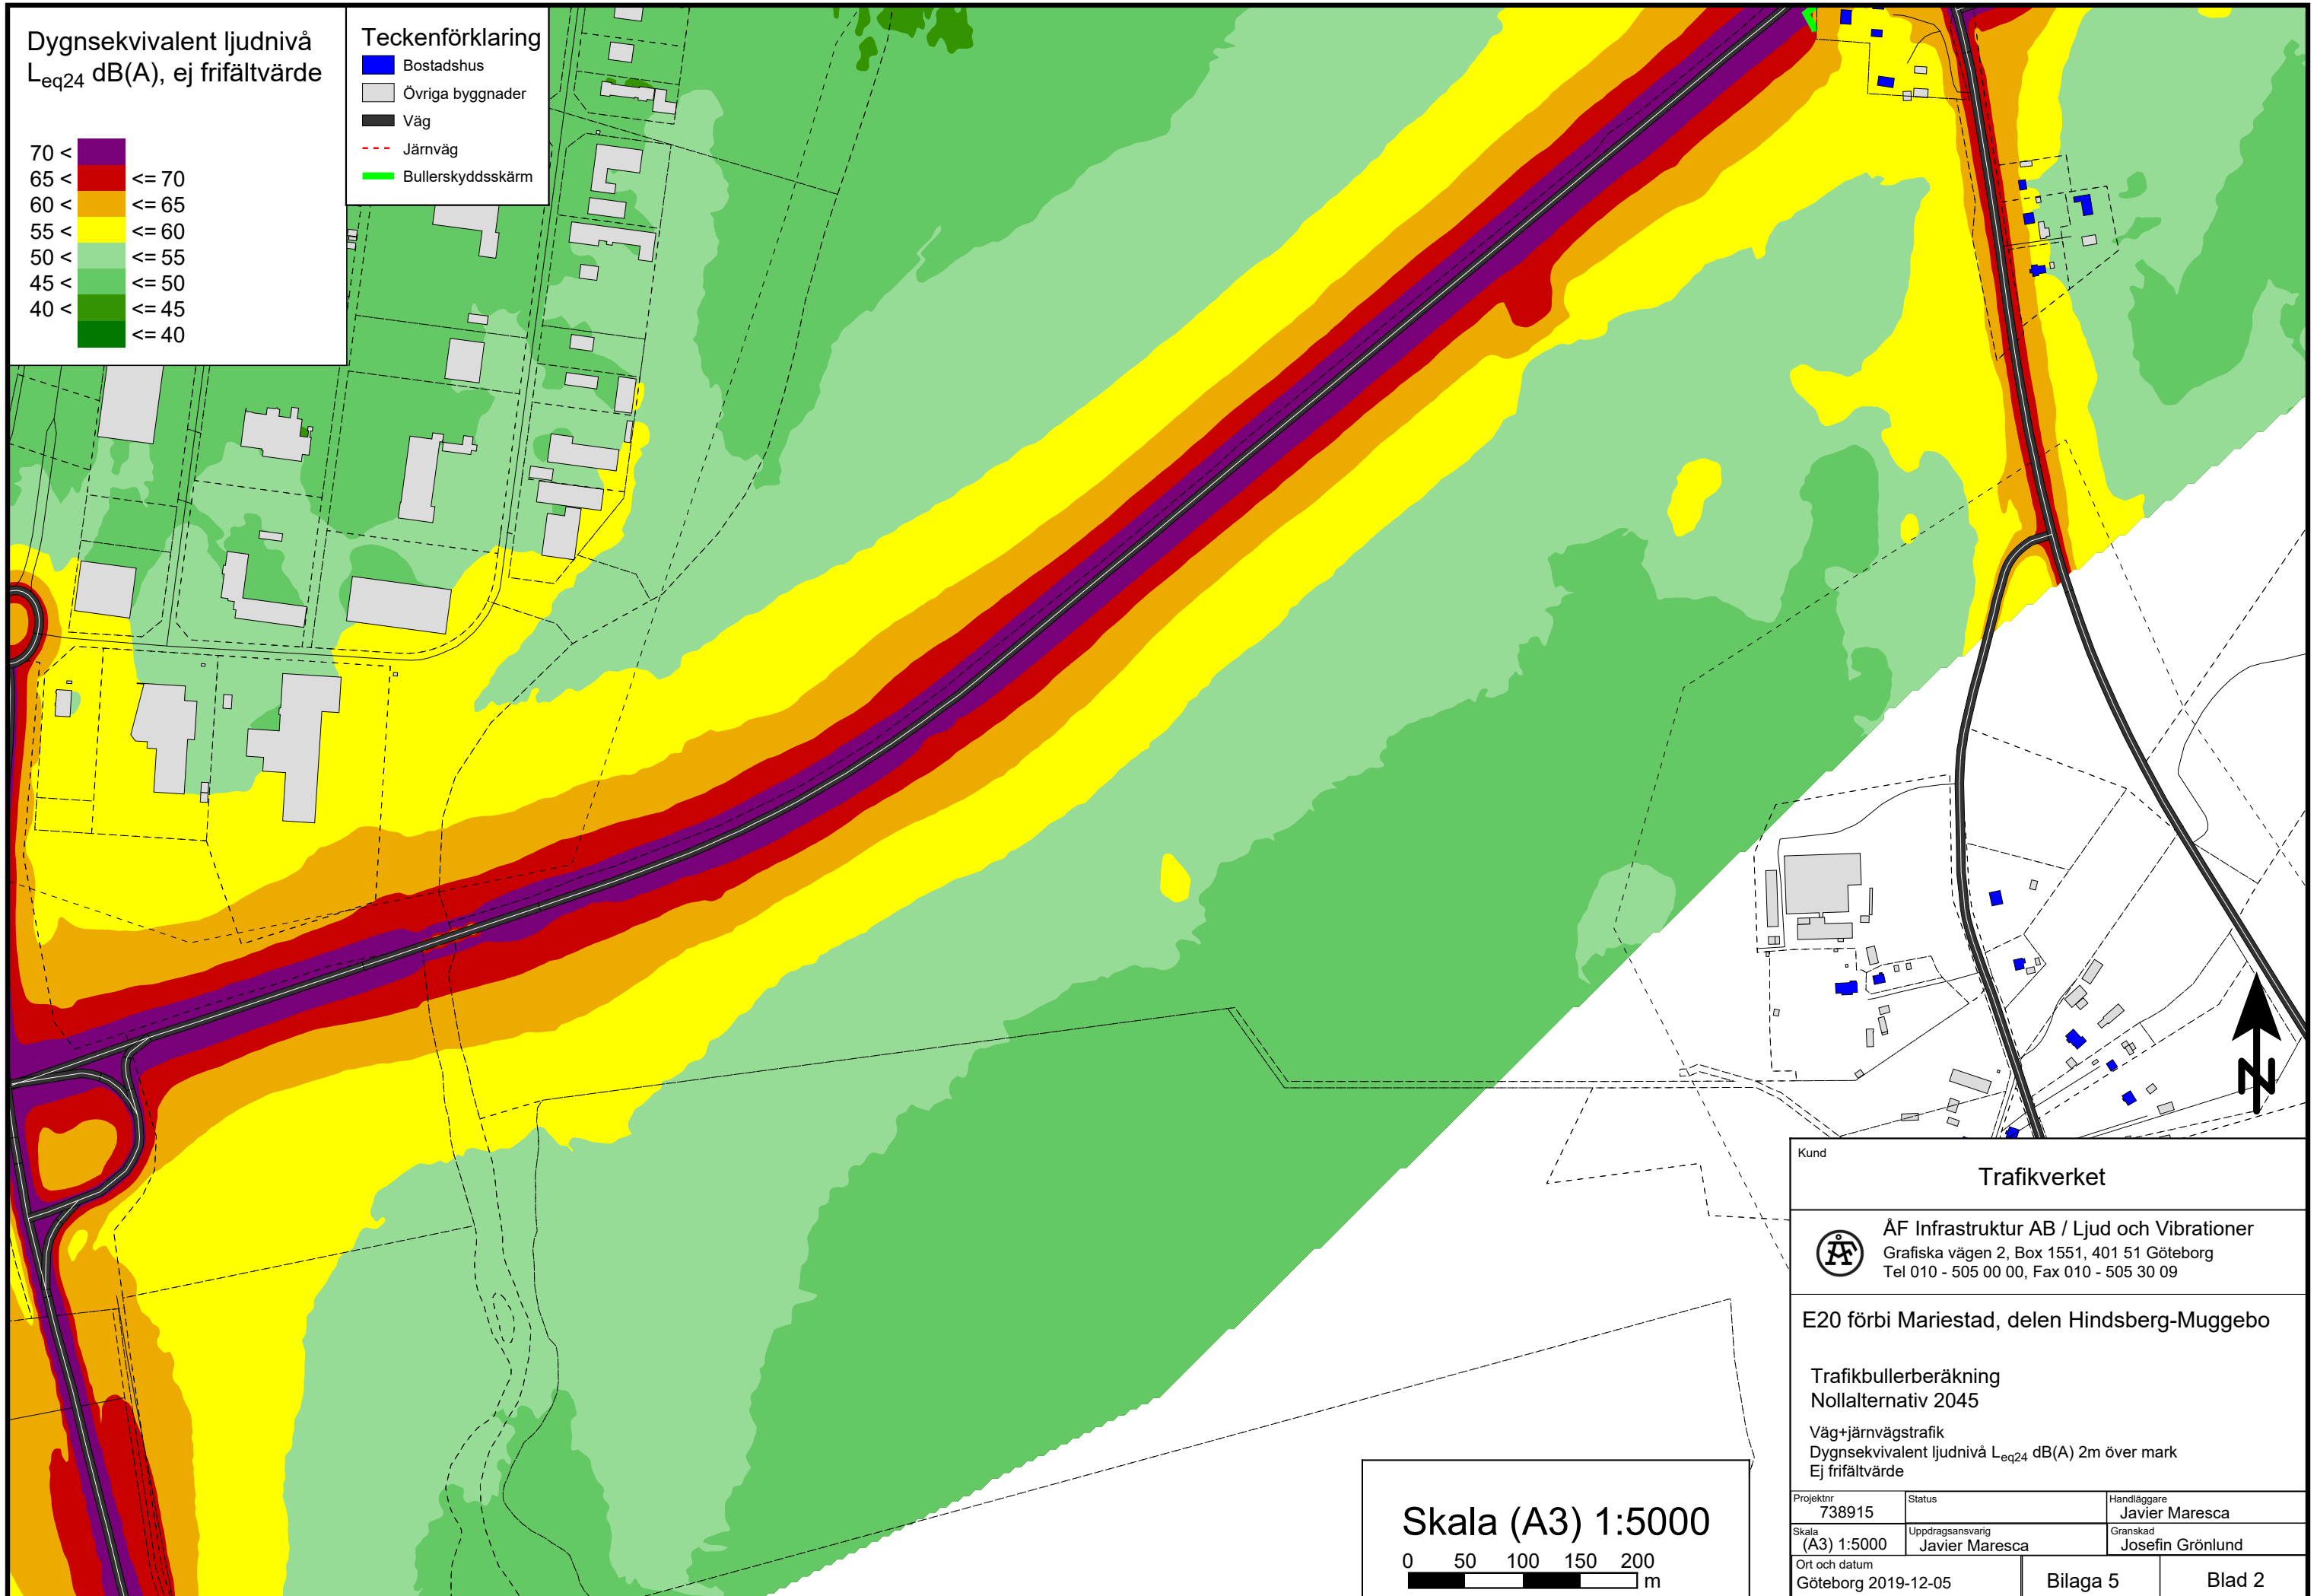 Dygnsekvivalent ljudnivå
Leq24 dB(A), ej frifältvärde
70 <
65 < <= 70
60 < <= 65
55 < <= 60
50 < <= 55
45 < <= 50
40 < <= 45
<= 40
Teckenförklaring
Bostadshus
Övriga byggnader
Väg
Järnväg
Bullerskyddsskärm
N
Skala (A3) 1:5000
0 50 100 150 200
m
Kund
Trafikverket
ÅF
ÅF Infrastruktur AB / Ljud och Vibrationer
Grafiska vägen 2, Box 1551, 401 51 Göteborg
Tel 010 - 505 00 00, Fax 010 - 505 30 09
E20 förbi Mariestad, delen Hindsberg-Muggebo
Trafikbullerberäkning
Nollalternativ 2045
Väg+järnvägstrafik
Dygnsekvivalent ljudnivå Leq24 dB(A) 2m över mark
Ej frifältvärde
Projektnr
738915
Status
Handläggare
Javier Maresca
Skala
(A3) 1:5000
Uppdragsansvarig
Javier Maresca
Granskad
Josefin Grönlund
Ort och datum
Göteborg 2019-12-05
Bilaga 5
Blad 2